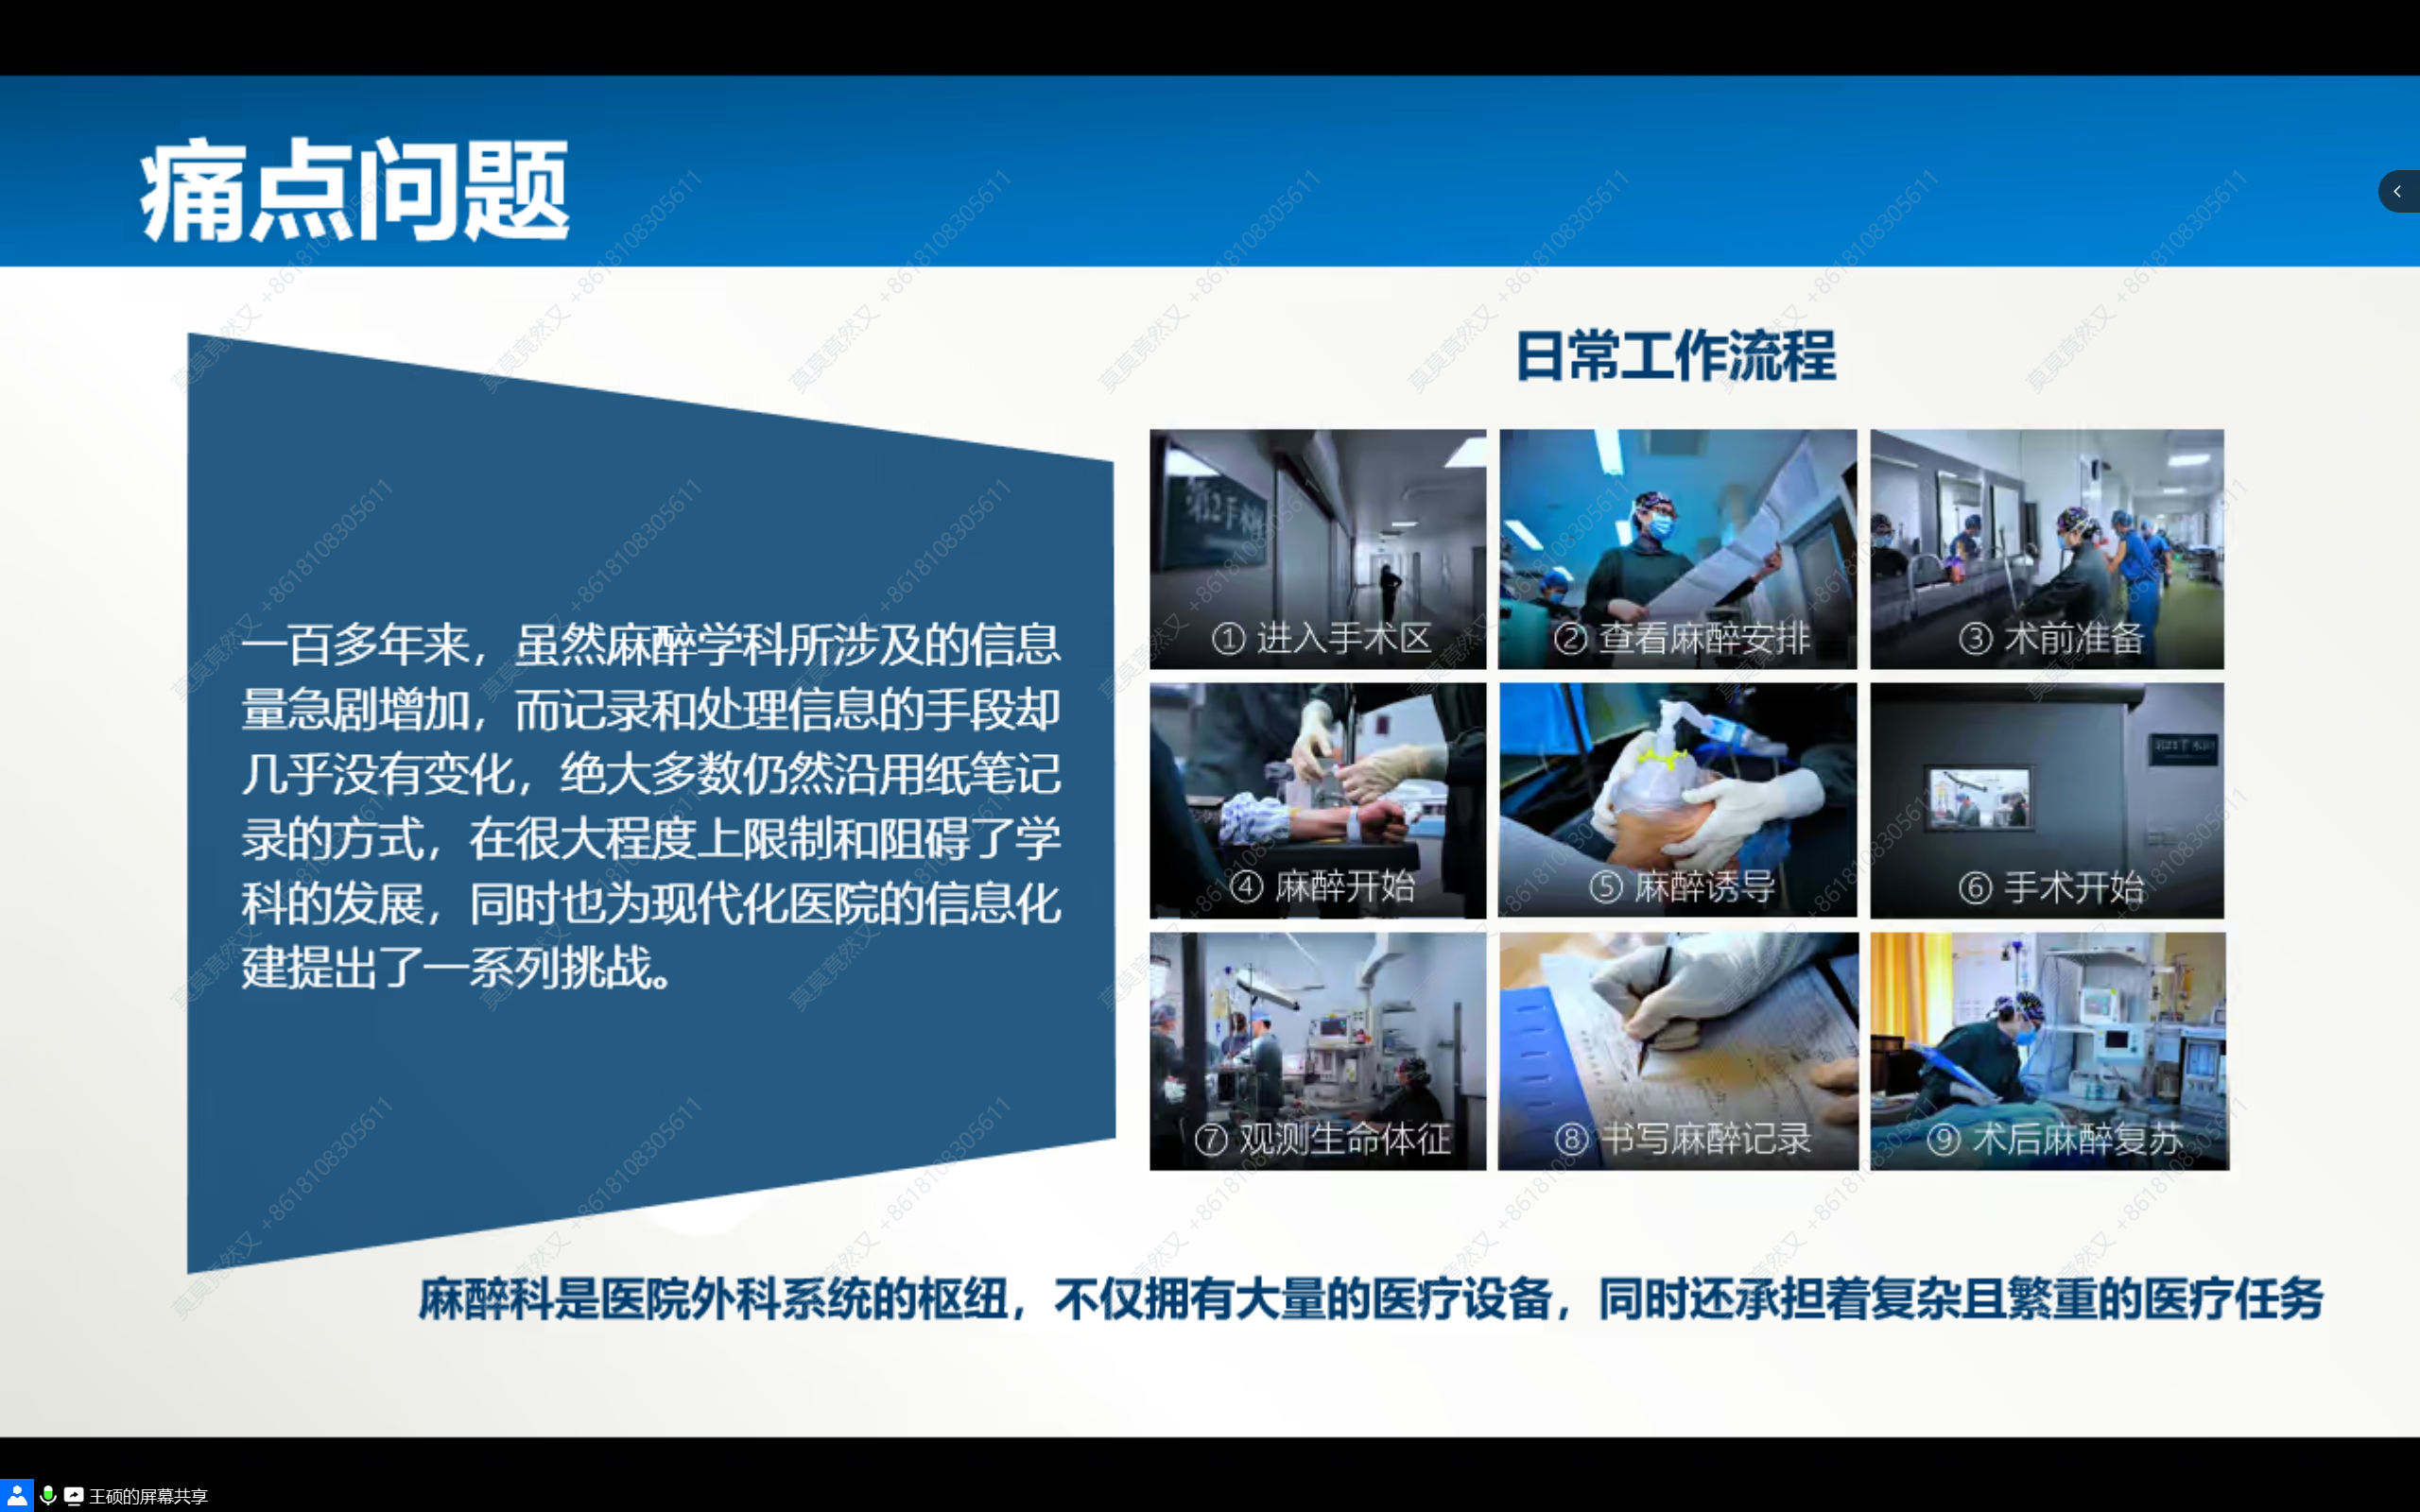 痛点问题
一百多年来，虽然麻醉学科所涉及的信息
量急剧增加，而记录和处理信息的手段却
几乎没有变化，绝大多数仍然沿用纸笔记
录的方式，在很大程度上限制和阻碍了学
科的发展，同时也为现代化医院的信息化
建提出了一系列挑战。
日常工作流程
① 进入手术区
② 查看麻醉安排
③ 术前准备
④ 麻醉开始
⑤ 麻醉诱导
⑥ 手术开始
⑦ 观测生命体征
⑧ 书写麻醉记录
⑨ 术后麻醉复苏
麻醉科是医院外科系统的枢纽，不仅拥有大量的医疗设备，同时还承担着复杂且繁重的医疗任务
王硕的屏幕共享